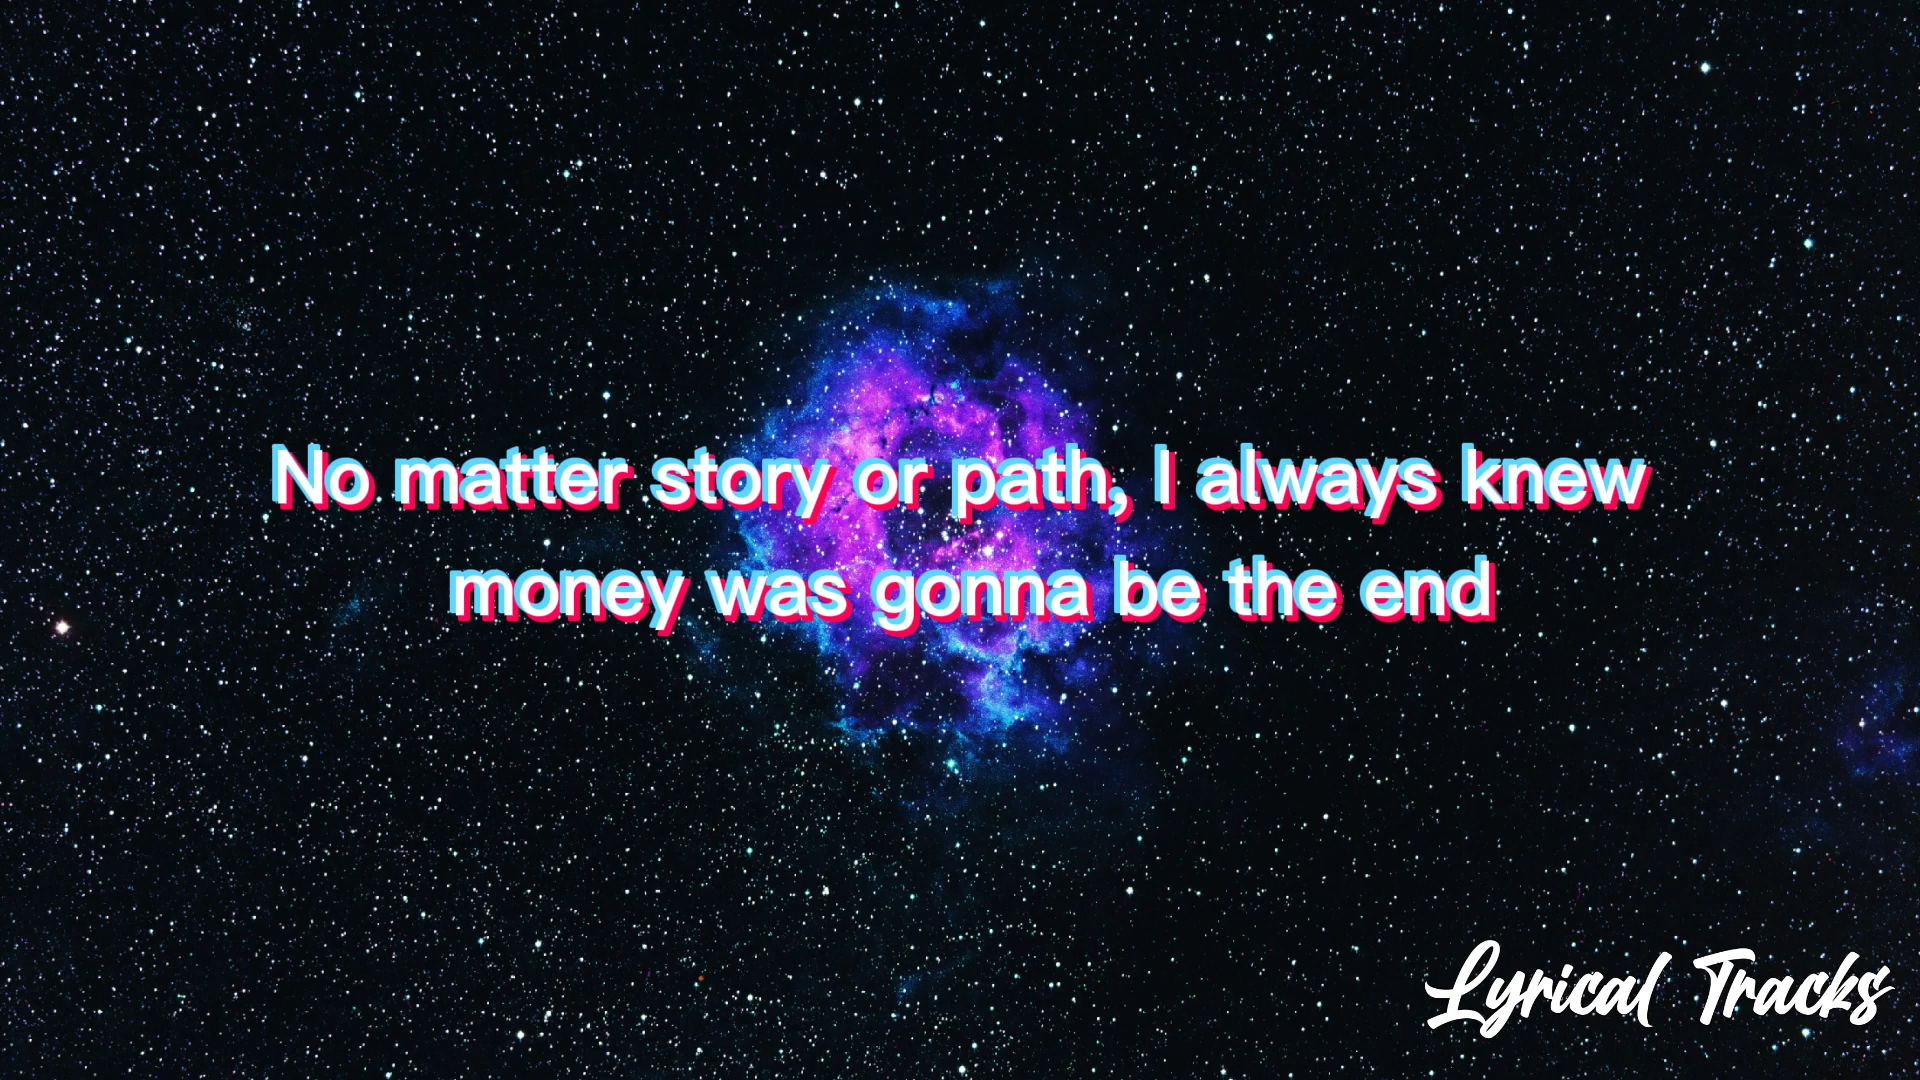 No matter story or path, I always knew
money was gonna be the end
Lyrical Tracks